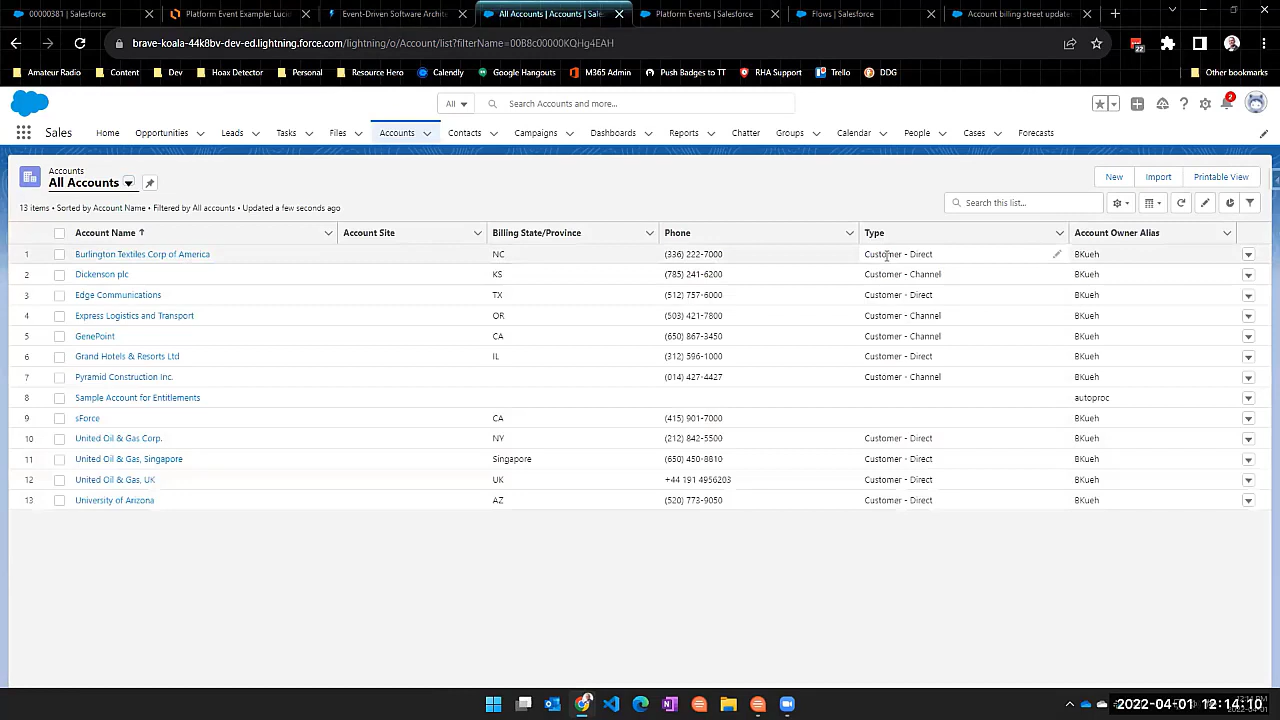 00000381 | Salesforce
Platform Event Example: Luci
Event-Driven Software Archite
All Accounts | Accounts | Sale
Platform Events | Salesforce
Flows | Salesforce
Account billing street update
brave-koala-44k8bv-dev-ed.lightning.force.com/lightning/o/Account/list?filterName=00B8c00000KQHg4EAH
22
Amateur Radio
Content
Dev
Hoax Detector
Personal
Resource Hero
Calendly
Google Hangouts
M365 Admin
Push Badges to TT
RHA Support
Trello
DDG
Other bookmarks
All
Search Accounts and more...
2
Sales
Home
Opportunities
Leads
Tasks
Files
Accounts
Contacts
Campaigns
Dashboards
Reports
Chatter
Groups
Calendar
People
Cases
Forecasts
Accounts
All Accounts
New
Import
Printable View
13 items • Sorted by Account Name • Filtered by All accounts • Updated a few seconds ago
Search this list...
Account Name Account Site Billing State/Province Phone Type Account Owner Alias
1 Burlington Textiles Corp of America NC (336) 222-7000 Customer - Direct BKueh
2 Dickenson plc KS (785) 241-6200 Customer - Channel BKueh
3 Edge Communications TX (512) 757-6000 Customer - Direct BKueh
4 Express Logistics and Transport OR (503) 421-7800 Customer - Channel BKueh
5 GenePoint CA (650) 867-3450 Customer - Channel BKueh
6 Grand Hotels & Resorts Ltd IL (312) 596-1000 Customer - Direct BKueh
7 Pyramid Construction Inc. (014) 427-4427 Customer - Channel BKueh
8 Sample Account for Entitlements autoproc
9 sForce CA (415) 901-7000 BKueh
10 United Oil & Gas Corp. NY (212) 842-5500 Customer - Direct BKueh
11 United Oil & Gas, Singapore Singapore (650) 450-8810 Customer - Direct BKueh
12 United Oil & Gas, UK UK +44 191 4956203 Customer - Direct BKueh
13 University of Arizona AZ (520) 773-9050 Customer - Direct BKueh
2022-04-01 12:14:10